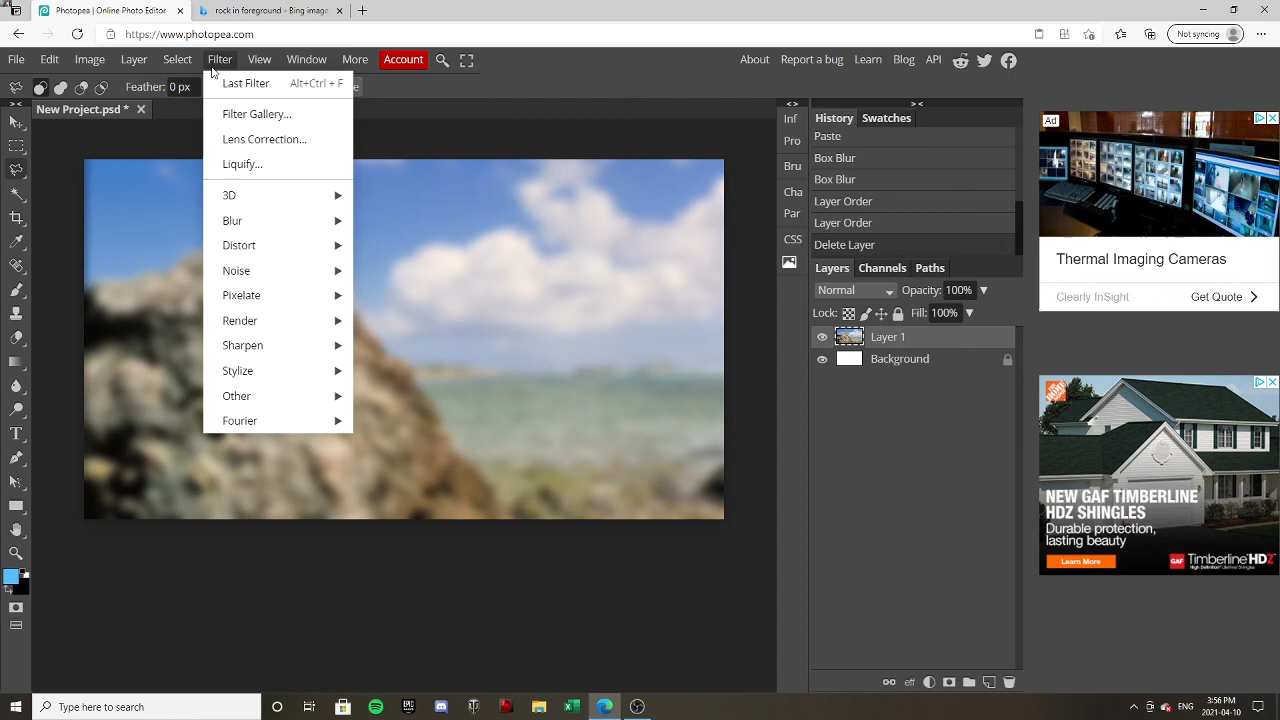 Photopea | Online Photo Editor
rock in foreground - Bing image
https://www.photopea.com
Not syncing
File Edit Image Layer Select Filter View Window More Account
About Report a bug Learn Blog API
Feather: 0 px
New Project.psd *
Last Filter Alt+Ctrl + F
Filter Gallery...
Lens Correction...
Liquify...
3D
Blur
Distort
Noise
Pixelate
Render
Sharpen
Stylize
Other
Fourier
Inf
Pro
Bru
Cha
Par
CSS
History Swatches
Paste
Box Blur
Box Blur
Layer Order
Layer Order
Delete Layer
Layers Channels Paths
Normal Opacity: 100%
Lock: Fill: 100%
Layer 1
Background
eff
Ad
Thermal Imaging Cameras
Clearly InSight Get Quote
NEW GAF TIMBERLINE
HDZ SHINGLES
Durable protection,
lasting beauty
Learn More
GAF Timberline HDZ
Type here to search
3:56 PM
2021-04-10